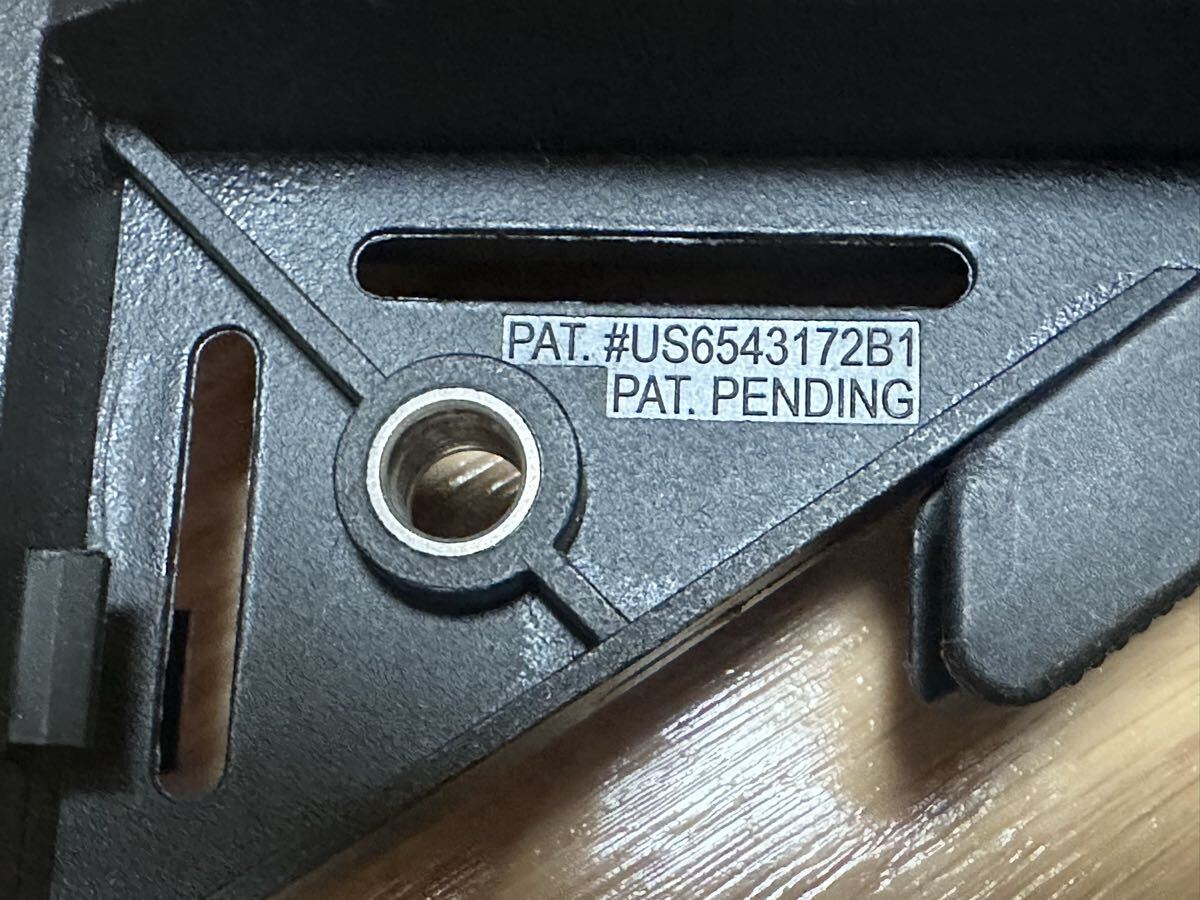 PAT. #US6543172B1
PAT. PENDING